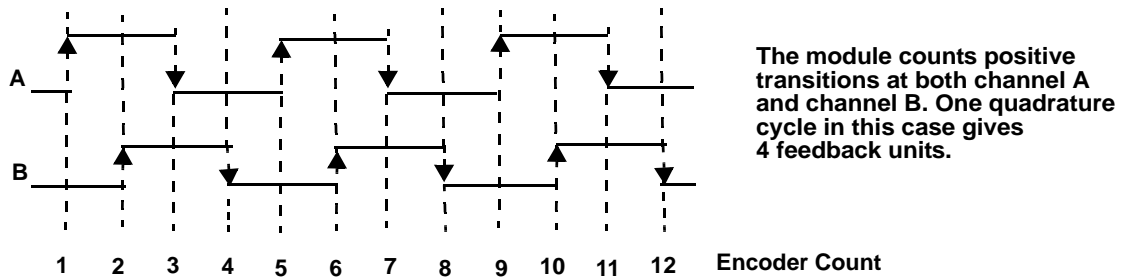 A
B
The module counts positive
transitions at both channel A
and channel B. One quadrature
cycle in this case gives
4 feedback units.
1 2 3 4 5 6 7 8 9 10 11 12 Encoder Count